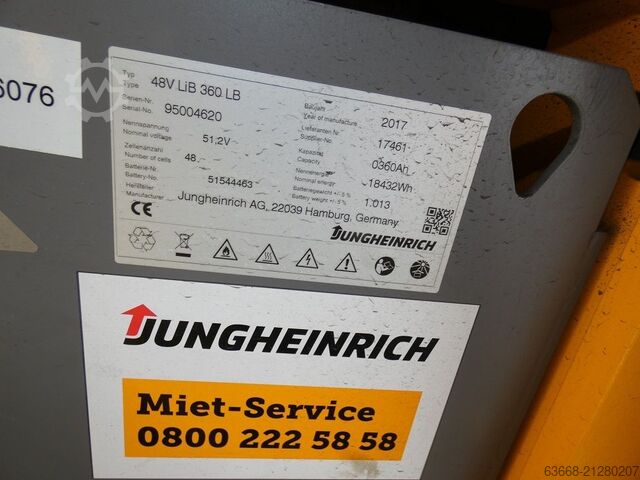 6076
Typ
Type 48V LiB 360 LB
Serien-Nr.
Serial-No. 95004620
Nennspannung
Nominal voltage 51,2V
Zellenanzahl
Number of cells 48
Batterie-Nr.
Battery-No. 51544463
Hersteller
Manufacturer Jungheinrich AG, 22039 Hamburg, Germany
Baujahr
Year of manufacture 2017
Lieferanten Nr.
Supplier-No. 17461
Kapazität
Capacity 0360Ah
Nennenergie
Nominal energy 18432Wh
Batteriegewicht +/-5 %
Battery weight +/-5 % 1.013
CE
JUNGHEINRICH
JUNGHEINRICH
Miet-Service
0800 222 58 58
63668-21280207